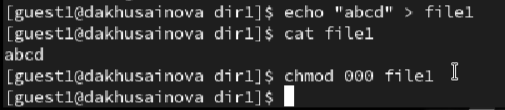 [guest1@dakhusainova dir1]$ echo "abcd" > file1
[guest1@dakhusainova dir1]$ cat file1
abcd
[guest1@dakhusainova dir1]$ chmod 000 file1
[guest1@dakhusainova dir1]$